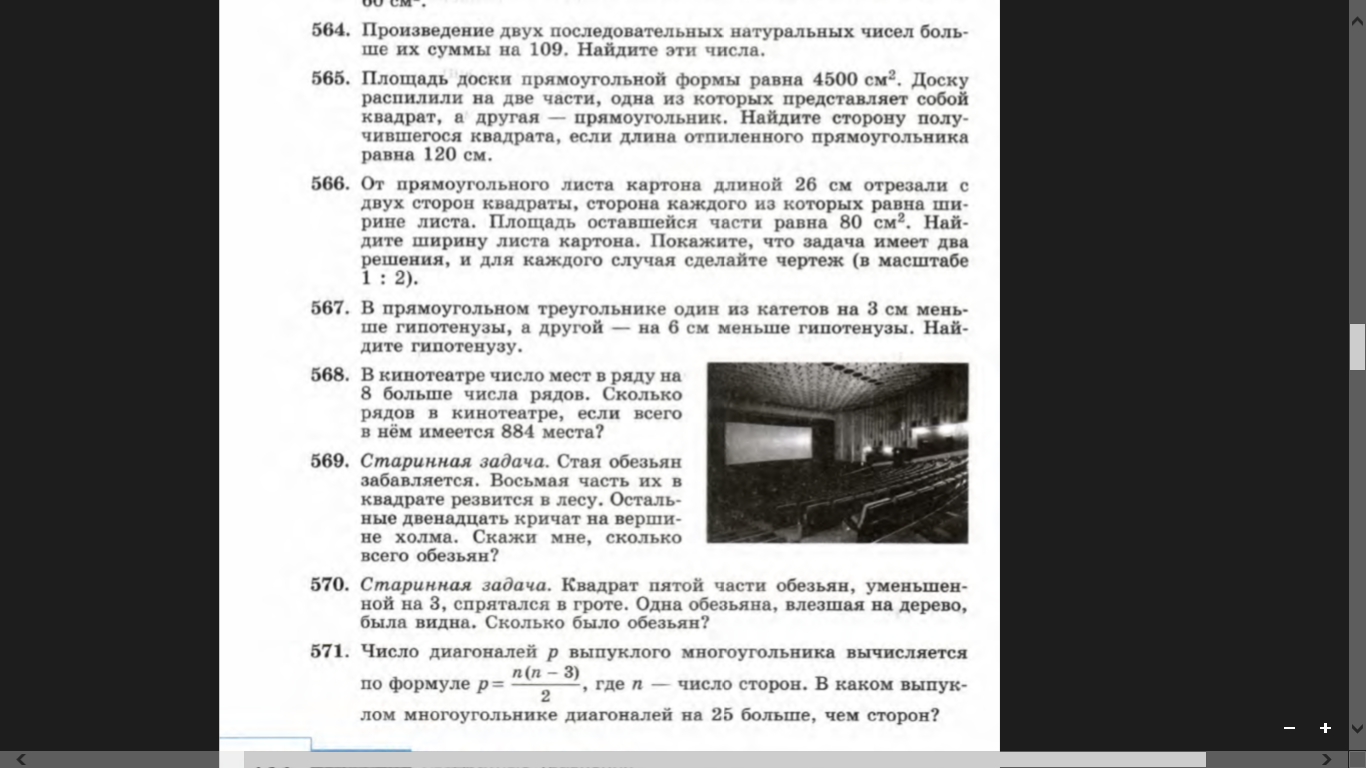 60 см².
564. Произведение двух последовательных натуральных чисел боль-
ше их суммы на 109. Найдите эти числа.
565. Площадь доски прямоугольной формы равна 4500 см². Доску
распилили на две части, одна из которых представляет собой
квадрат, а другая — прямоугольник. Найдите сторону полу-
чившегося квадрата, если длина отпиленного прямоугольника
равна 120 см.
566. От прямоугольного листа картона длиной 26 см отрезали с
двух сторон квадраты, сторона каждого из которых равна ши-
рине листа. Площадь оставшейся части равна 80 см². Най-
дите ширину листа картона. Покажите, что задача имеет два
решения, и для каждого случая сделайте чертеж (в масштабе
1 : 2).
567. В прямоугольном треугольнике один из катетов на 3 см мень-
ше гипотенузы, а другой — на 6 см меньше гипотенузы. Най-
дите гипотенузу.
568. В кинотеатре число мест в ряду на
8 больше числа рядов. Сколько
рядов в кинотеатре, если всего
в нём имеется 884 места?
569. Старинная задача. Стая обезьян
забавляется. Восьмая часть их в
квадрате резвится в лесу. Осталь-
ные двенадцать кричат на верши-
не холма. Скажи мне, сколько
всего обезьян?
570. Старинная задача. Квадрат пятой части обезьян, уменьшен-
ной на 3, спрятался в гроте. Одна обезьяна, влезшая на дерево,
была видна. Сколько было обезьян?
571. Число диагоналей p выпуклого многоугольника вычисляется
по формуле p= n(n − 3)/2, где n — число сторон. В каком выпук-
лом многоугольнике диагоналей на 25 больше, чем сторон?